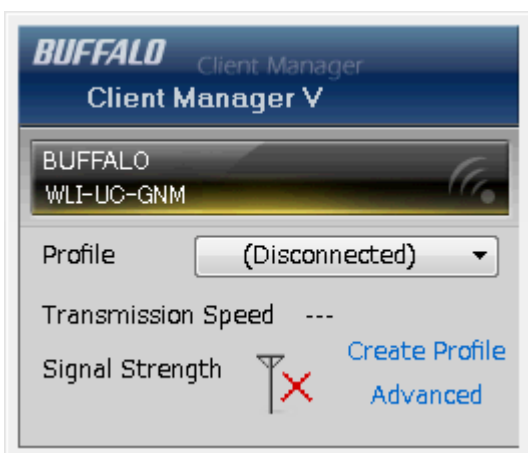 BUFFALO Client Manager
Client Manager V
BUFFALO
WLI-UC-GNM
Profile (Disconnected)
Transmission Speed ---
Signal Strength
Create Profile
Advanced